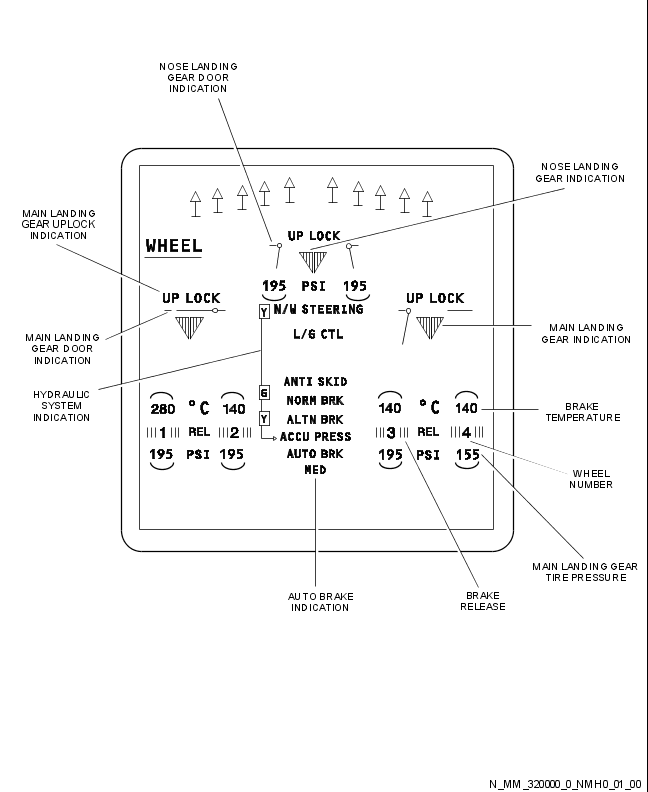 NOSE LANDING
GEAR DOOR
INDICATION
NOSE LANDING
GEAR INDICATION
MAIN LANDING
GEAR UPLOCK
INDICATION
UP LOCK
WHEEL
195 PSI 195
UP LOCK
UP LOCK
Y N/W STEERING
L/G CTL
MAIN LANDING
GEAR INDICATION
MAIN LANDING
GEAR DOOR
INDICATION
HYDRAULIC
SYSTEM
INDICATION
ANTI SKID
G NORM BRK
Y ALTN BRK
ACCU PRESS
AUTO BRK
MED
280 °C 140
1 REL 2
195 PSI 195
140 °C 140
3 REL 4
195 PSI 155
BRAKE
TEMPERATURE
WHEEL
NUMBER
MAIN LANDING GEAR
TIRE PRESSURE
AUTO BRAKE
INDICATION
BRAKE
RELEASE
N_MM_320000_0_NMH0_01_00